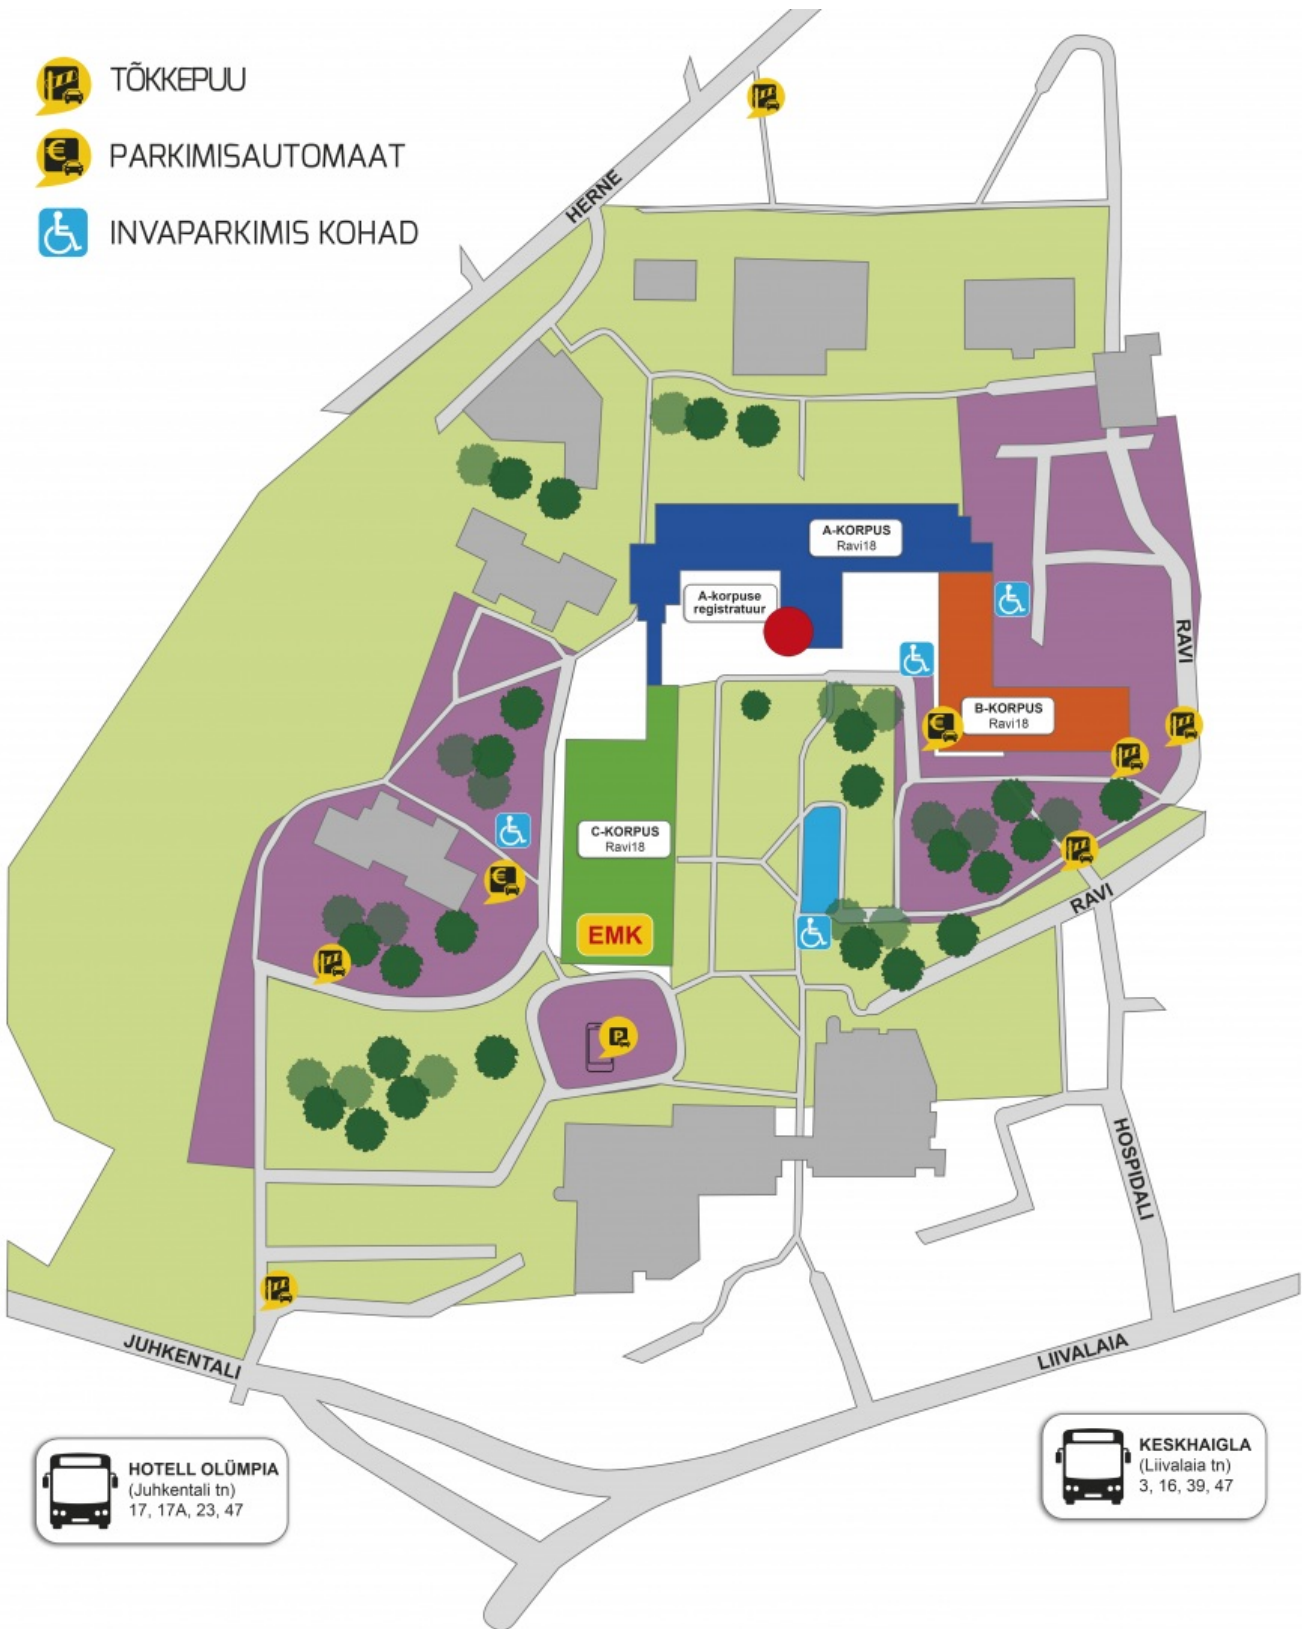 TÕKKEPUU
PARKIMISAUTOMAAT
INVAPARKIMIS KOHAD
HERNE
A-KORPUS
Ravi18
A-korpuse
registratuur
RAVI
B-KORPUS
Ravi18
C-KORPUS
Ravi18
RAVI
EMK
P
HOSPIDALI
JUHKENTALI
LIIVALAIA
HOTELL OLÜMPIA
(Juhkentali tn)
17, 17A, 23, 47
KESKHAIGLA
(Liivalaia tn)
3, 16, 39, 47